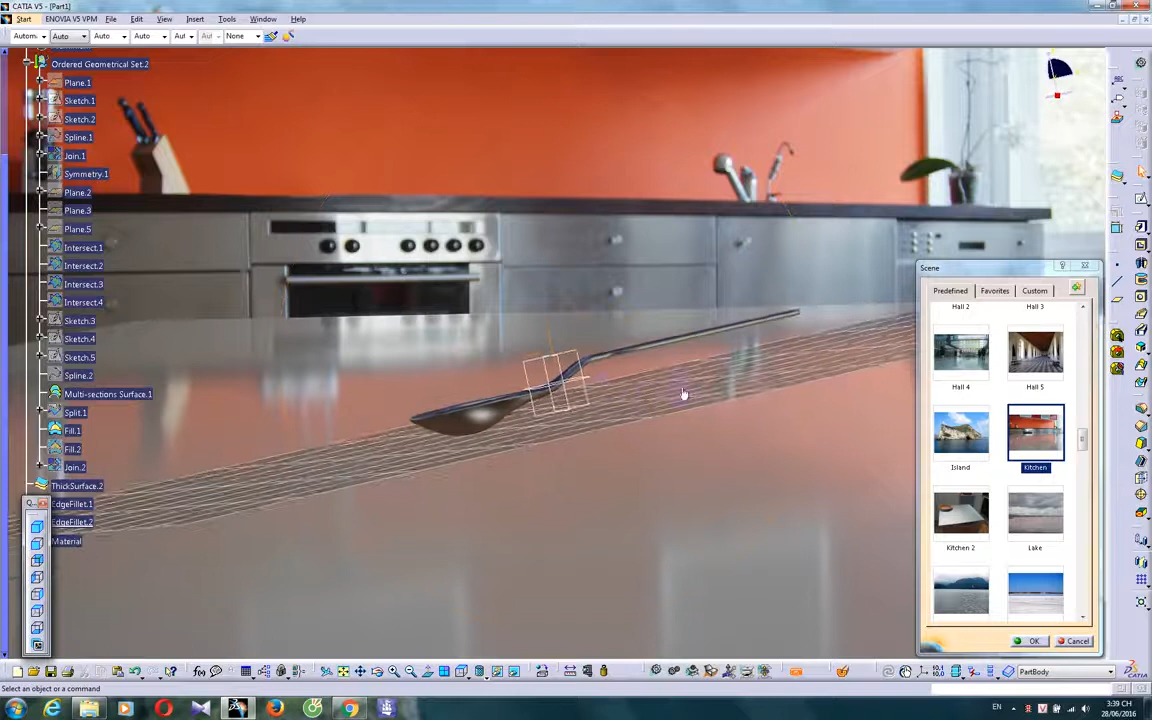 CATIA V5 - [Part1]
Start ENOVIA V5 VPM File Edit View Insert Tools Window Help
Autom Auto Auto Auto Aut Aut None
Ordered Geometrical Set.2
Plane.1
Sketch.1
Sketch.2
Spline.1
Join.1
Symmetry.1
Plane.2
Plane.3
Plane.5
Intersect.1
Intersect.2
Intersect.3
Intersect.4
Sketch.3
Sketch.4
Sketch.5
Spline.2
Multi-sections Surface.1
Split.1
Fill.1
Fill.2
Join.2
ThickSurface.2
EdgeFillet.1
EdgeFillet.2
Material
Scene
Predefined Favorites Custom
Hall 2 Hall 3
Hall 4 Hall 5
Island Kitchen
Kitchen 2 Lake
OK Cancel
PartBody
Select an object or a command
EN 3:39 CH
28/06/2016